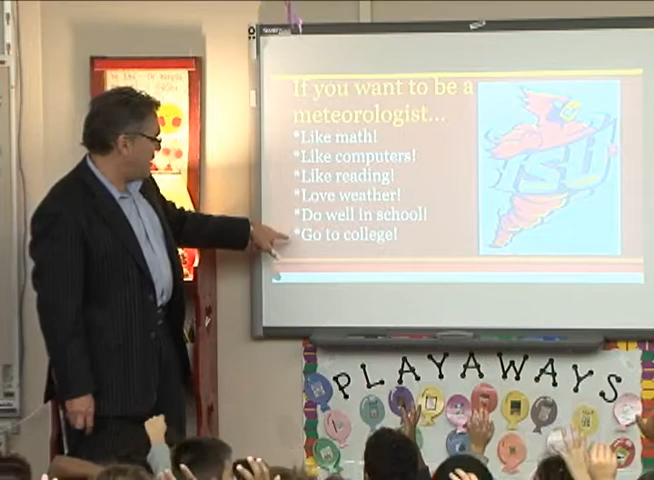 If you want to be a
meteorologist...
*Like math!
*Like computers!
*Like reading!
*Love weather!
*Do well in school!
*Go to college!
ISU
PLAYAWAYS